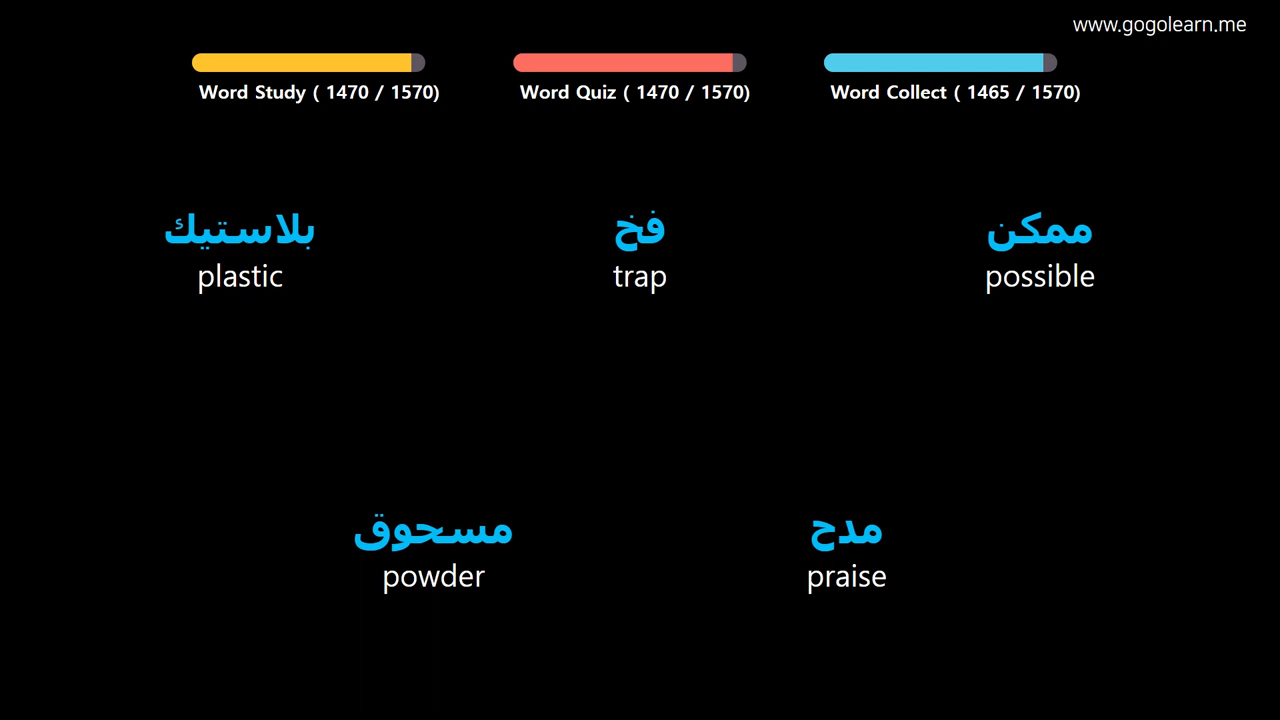 www.gogolearn.me
Word Study ( 1470 / 1570)
Word Quiz ( 1470 / 1570)
Word Collect ( 1465 / 1570)
بلاستيك
plastic
فخ
trap
ممكن
possible
مسحوق
powder
مدح
praise